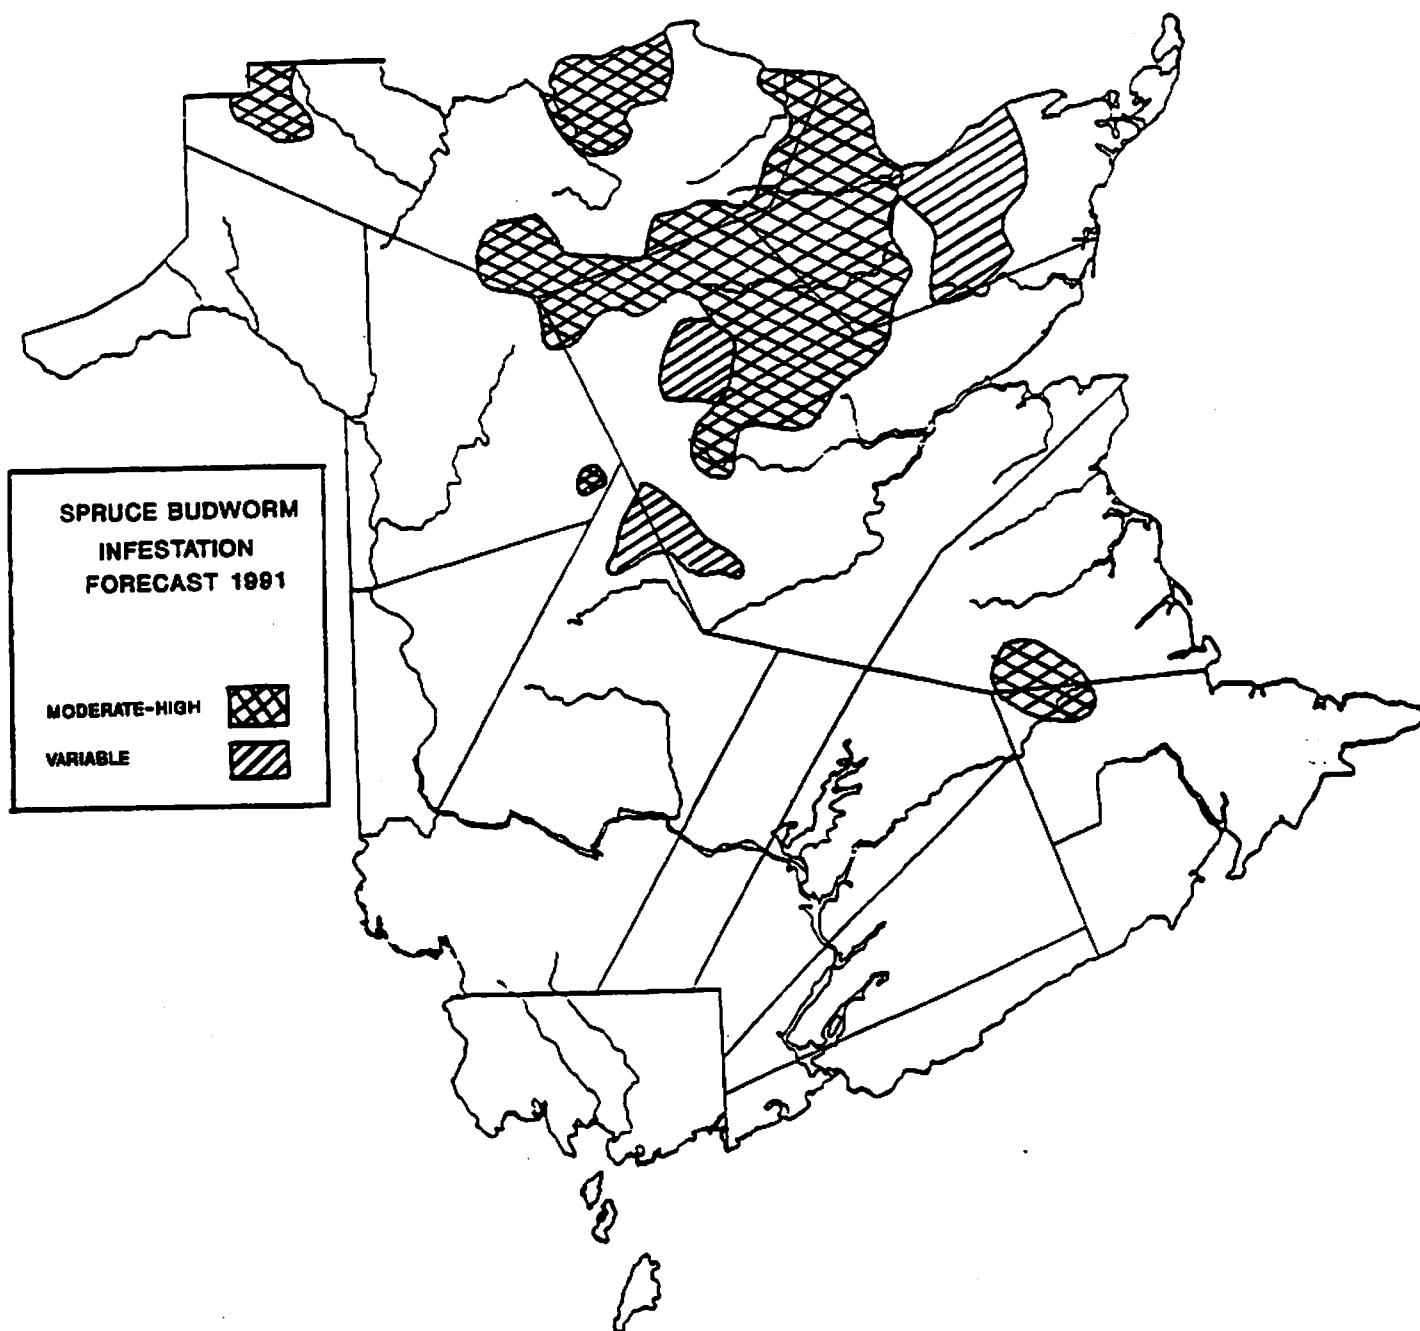 SPRUCE BUDWORM
INFESTATION
FORECAST 1991
MODERATE-HIGH
VARIABLE